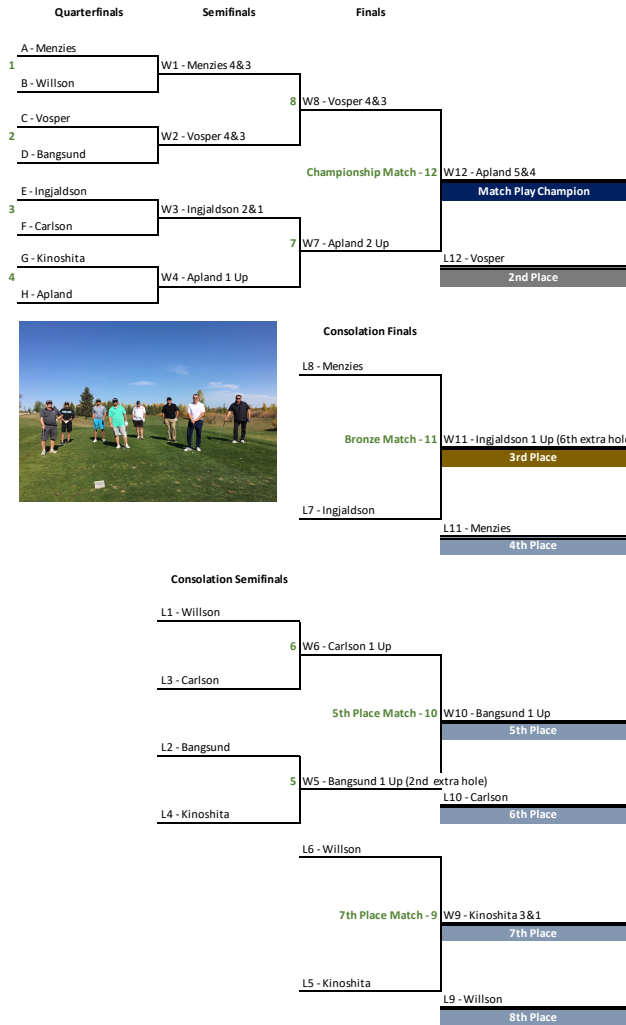 Quarterfinals Semifinals Finals
A - Menzies
1 W1 - Menzies 4&3
B - Willson
8 W8 - Vosper 4&3
C - Vosper
2 W2 - Vosper 4&3
D - Bangsund
Championship Match - 12 W12 - Apland 5&4
Match Play Champion
E - Ingjaldson
3 W3 - Ingjaldson 2&1
F - Carlson
7 W7 - Apland 2 Up
G - Kinoshita
L12 - Vosper
4 W4 - Apland 1 Up
2nd Place
H - Apland
Consolation Finals
L8 - Menzies
Bronze Match - 11 W11 - Ingjaldson 1 Up (6th extra hole
3rd Place
L7 - Ingjaldson
L11 - Menzies
4th Place
Consolation Semifinals
L1 - Willson
6 W6 - Carlson 1 Up
L3 - Carlson
5th Place Match - 10 W10 - Bangsund 1 Up
5th Place
L2 - Bangsund
5 W5 - Bangsund 1 Up (2nd extra hole)
L10 - Carlson
L4 - Kinoshita
6th Place
L6 - Willson
7th Place Match - 9 W9 - Kinoshita 3&1
7th Place
L5 - Kinoshita
L9 - Willson
8th Place